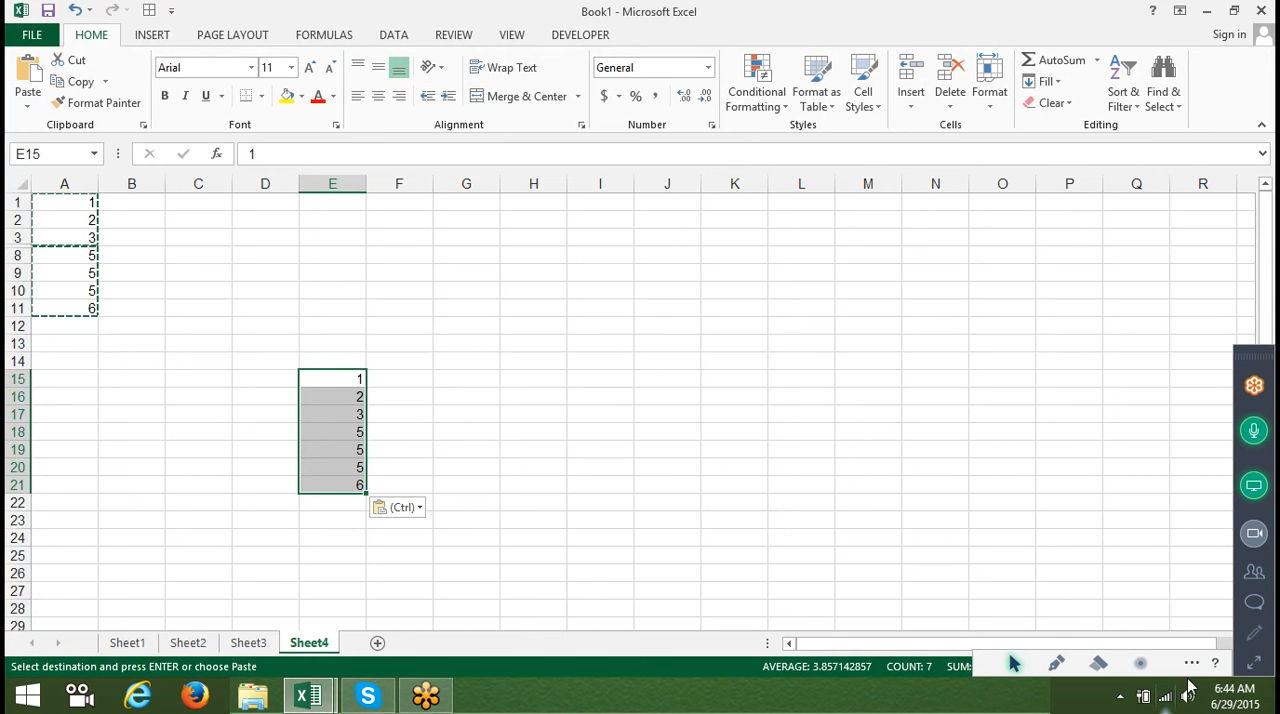 Book1 - Microsoft Excel
?
FILE HOME INSERT PAGE LAYOUT FORMULAS DATA REVIEW VIEW DEVELOPER Sign in
Paste
Cut
Copy
Format Painter
Clipboard
Arial 11
B I U A
Font
Wrap Text
Merge & Center
Alignment
General
$ % ,
Number
Conditional Formatting
Format as Table
Cell Styles
Styles
Insert
Delete
Format
Cells
AutoSum
Fill
Clear
Sort & Filter
Find & Select
Editing
E15 fx 1
A B C D E F G H I J K L M N O P Q R
1 1
2 2
3 3
8 5
9 5
10 5
11 6
12
13
14
15 1
16 2
17 3
18 5
19 5
20 5
21 6
22 (Ctrl)
23
24
25
26
27
28
29
Sheet1 Sheet2 Sheet3 Sheet4
Select destination and press ENTER or choose Paste AVERAGE: 3.857142857 COUNT: 7 SUM:
?
6:44 AM
6/29/2015